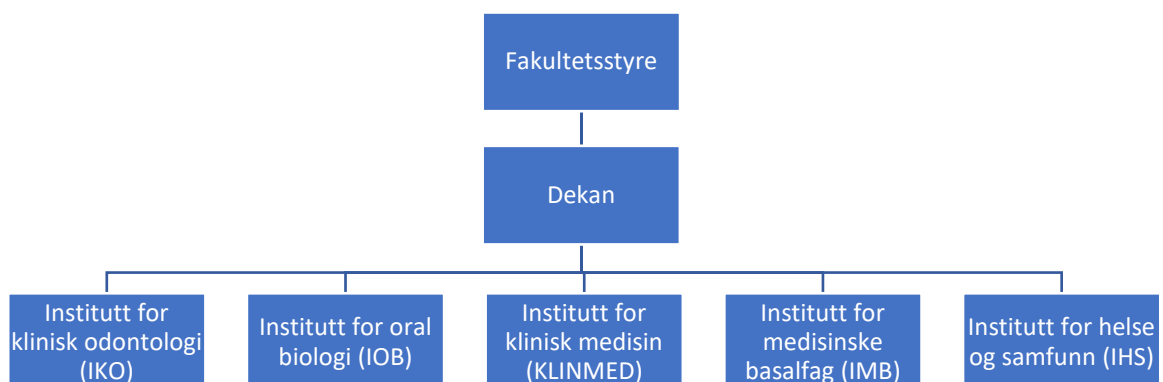 Fakultetsstyre
Dekan
Institutt for
klinisk odontologi
(IKO)
Institutt for oral
biologi (IOB)
Institutt for
klinisk medisin
(KLINMED)
Institutt for
medisinske
basalfag (IMB)
Institutt for helse
og samfunn (IHS)